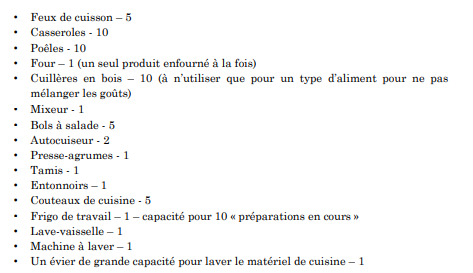 • Feux de cuisson – 5
• Casseroles - 10
• Poêles - 10
• Four – 1 (un seul produit enfourné à la fois)
• Cuillères en bois – 10 (à n'utiliser que pour un type d'aliment pour ne pas
mélanger les goûts)
• Mixeur - 1
• Bols à salade - 5
• Autocuiseur - 2
• Presse-agrumes - 1
• Tamis - 1
• Entonnoirs – 1
• Couteaux de cuisine - 5
• Frigo de travail – 1 – capacité pour 10 « préparations en cours »
• Lave-vaisselle – 1
• Machine à laver – 1
• Un évier de grande capacité pour laver le matériel de cuisine – 1